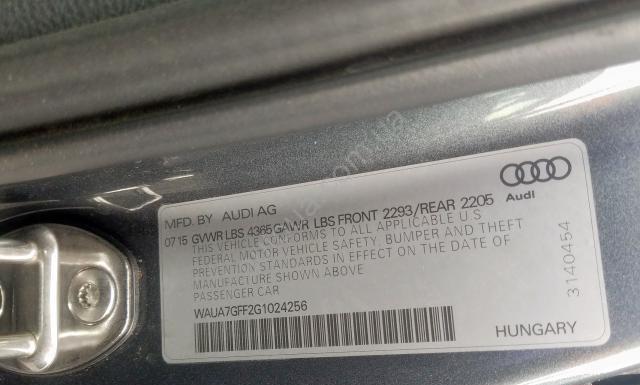 MFD. BY AUDI AG
0715 GVWR LBS 4365 GAWR LBS FRONT 2293/REAR 2205
THIS VEHICLE CONFORMS TO ALL APPLICABLE U.S
FEDERAL MOTOR VEHICLE SAFETY, BUMPER AND THEFT
PREVENTION STANDARDS IN EFFECT ON THE DATE OF
MANUFACTURE SHOWN ABOVE
PASSENGER CAR
WAUA7GFF2G1024256
Audi
3140454
HUNGARY